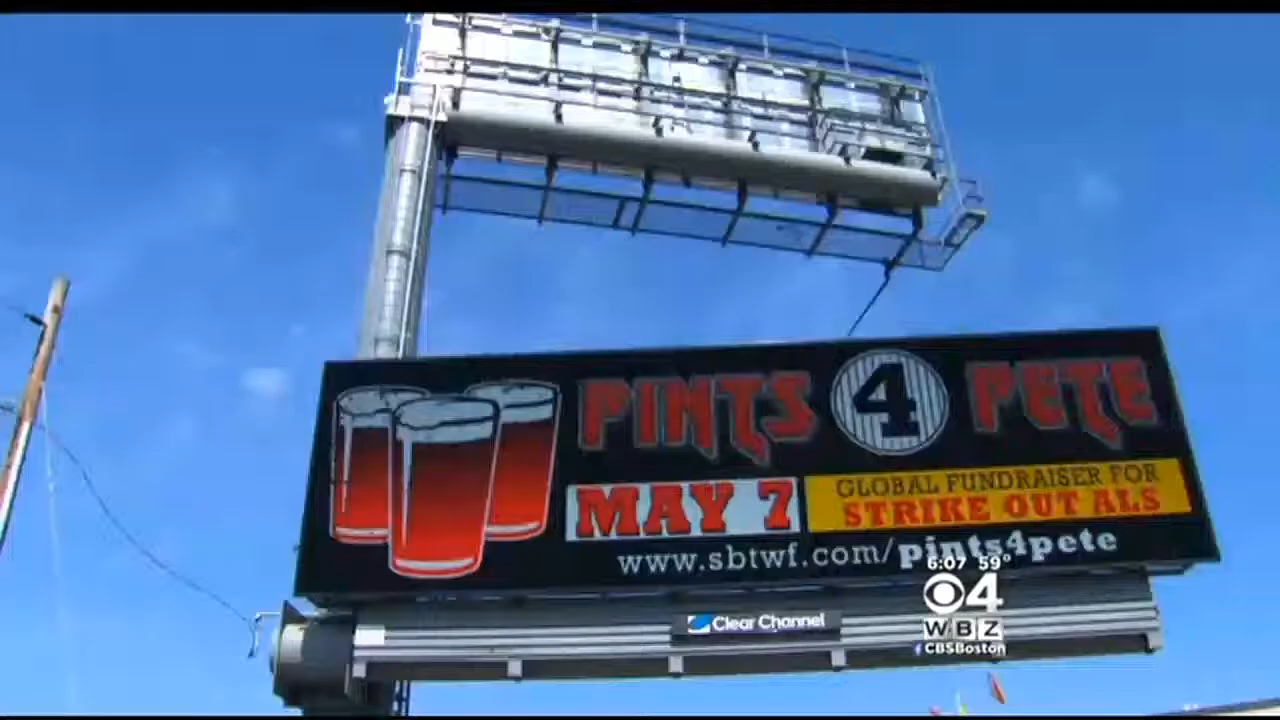 PINTS 4 PETE
MAY 7
GLOBAL FUNDRAISER FOR
STRIKE OUT ALS
www.sbtwf.com/pints4pete
6:07 59°
4
WBZ
CBSBoston
Clear Channel